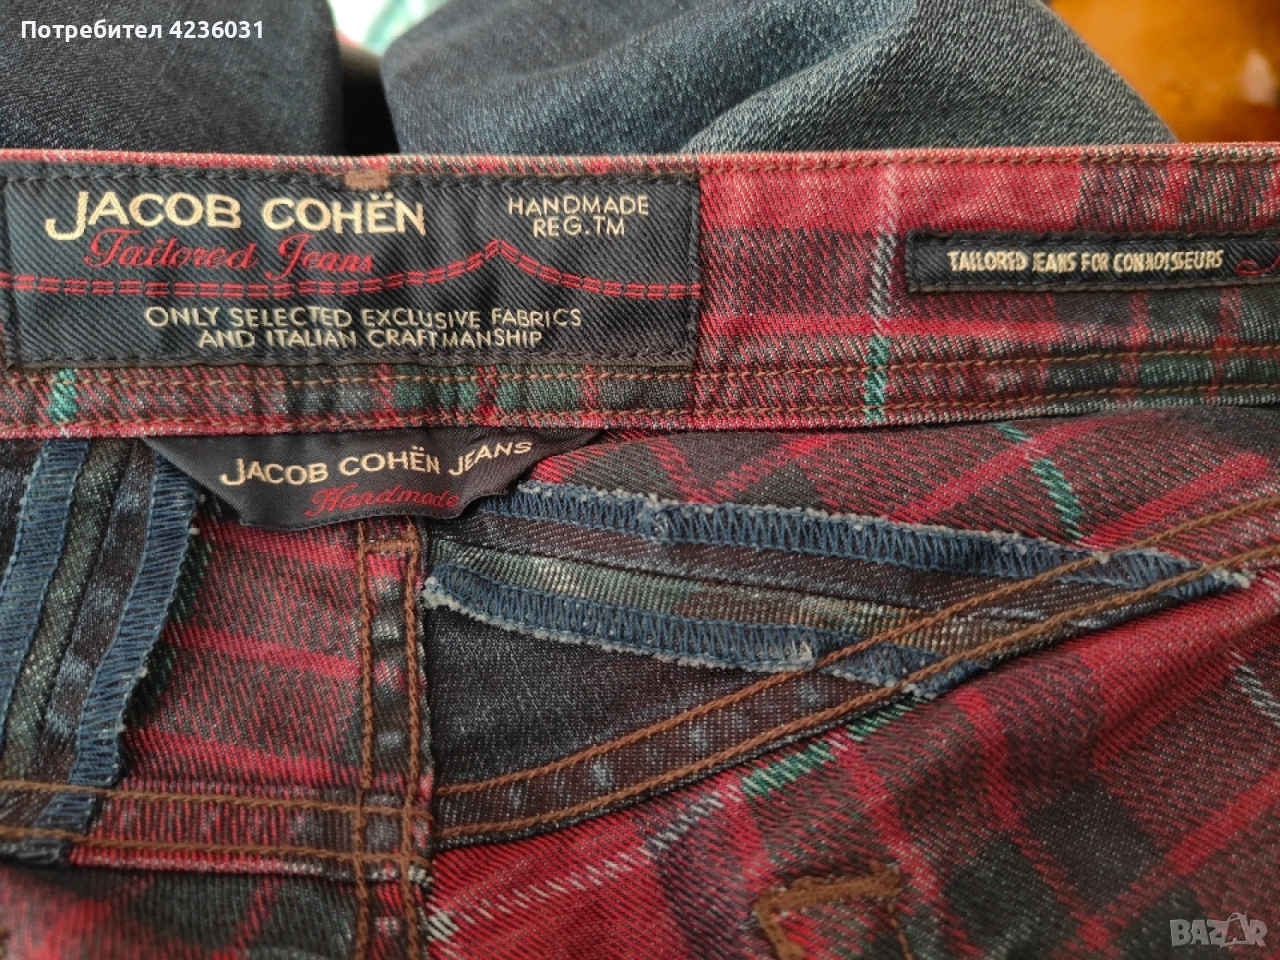 Потребител 4236031
JACOB COHËN
Tailored Jeans
HANDMADE
REG.TM
ONLY SELECTED EXCLUSIVE FABRICS
AND ITALIAN CRAFTMANSHIP
TAILORED JEANS FOR CONNOISSEURS
JACOB COHËN JEANS
Handmade
BAZAR